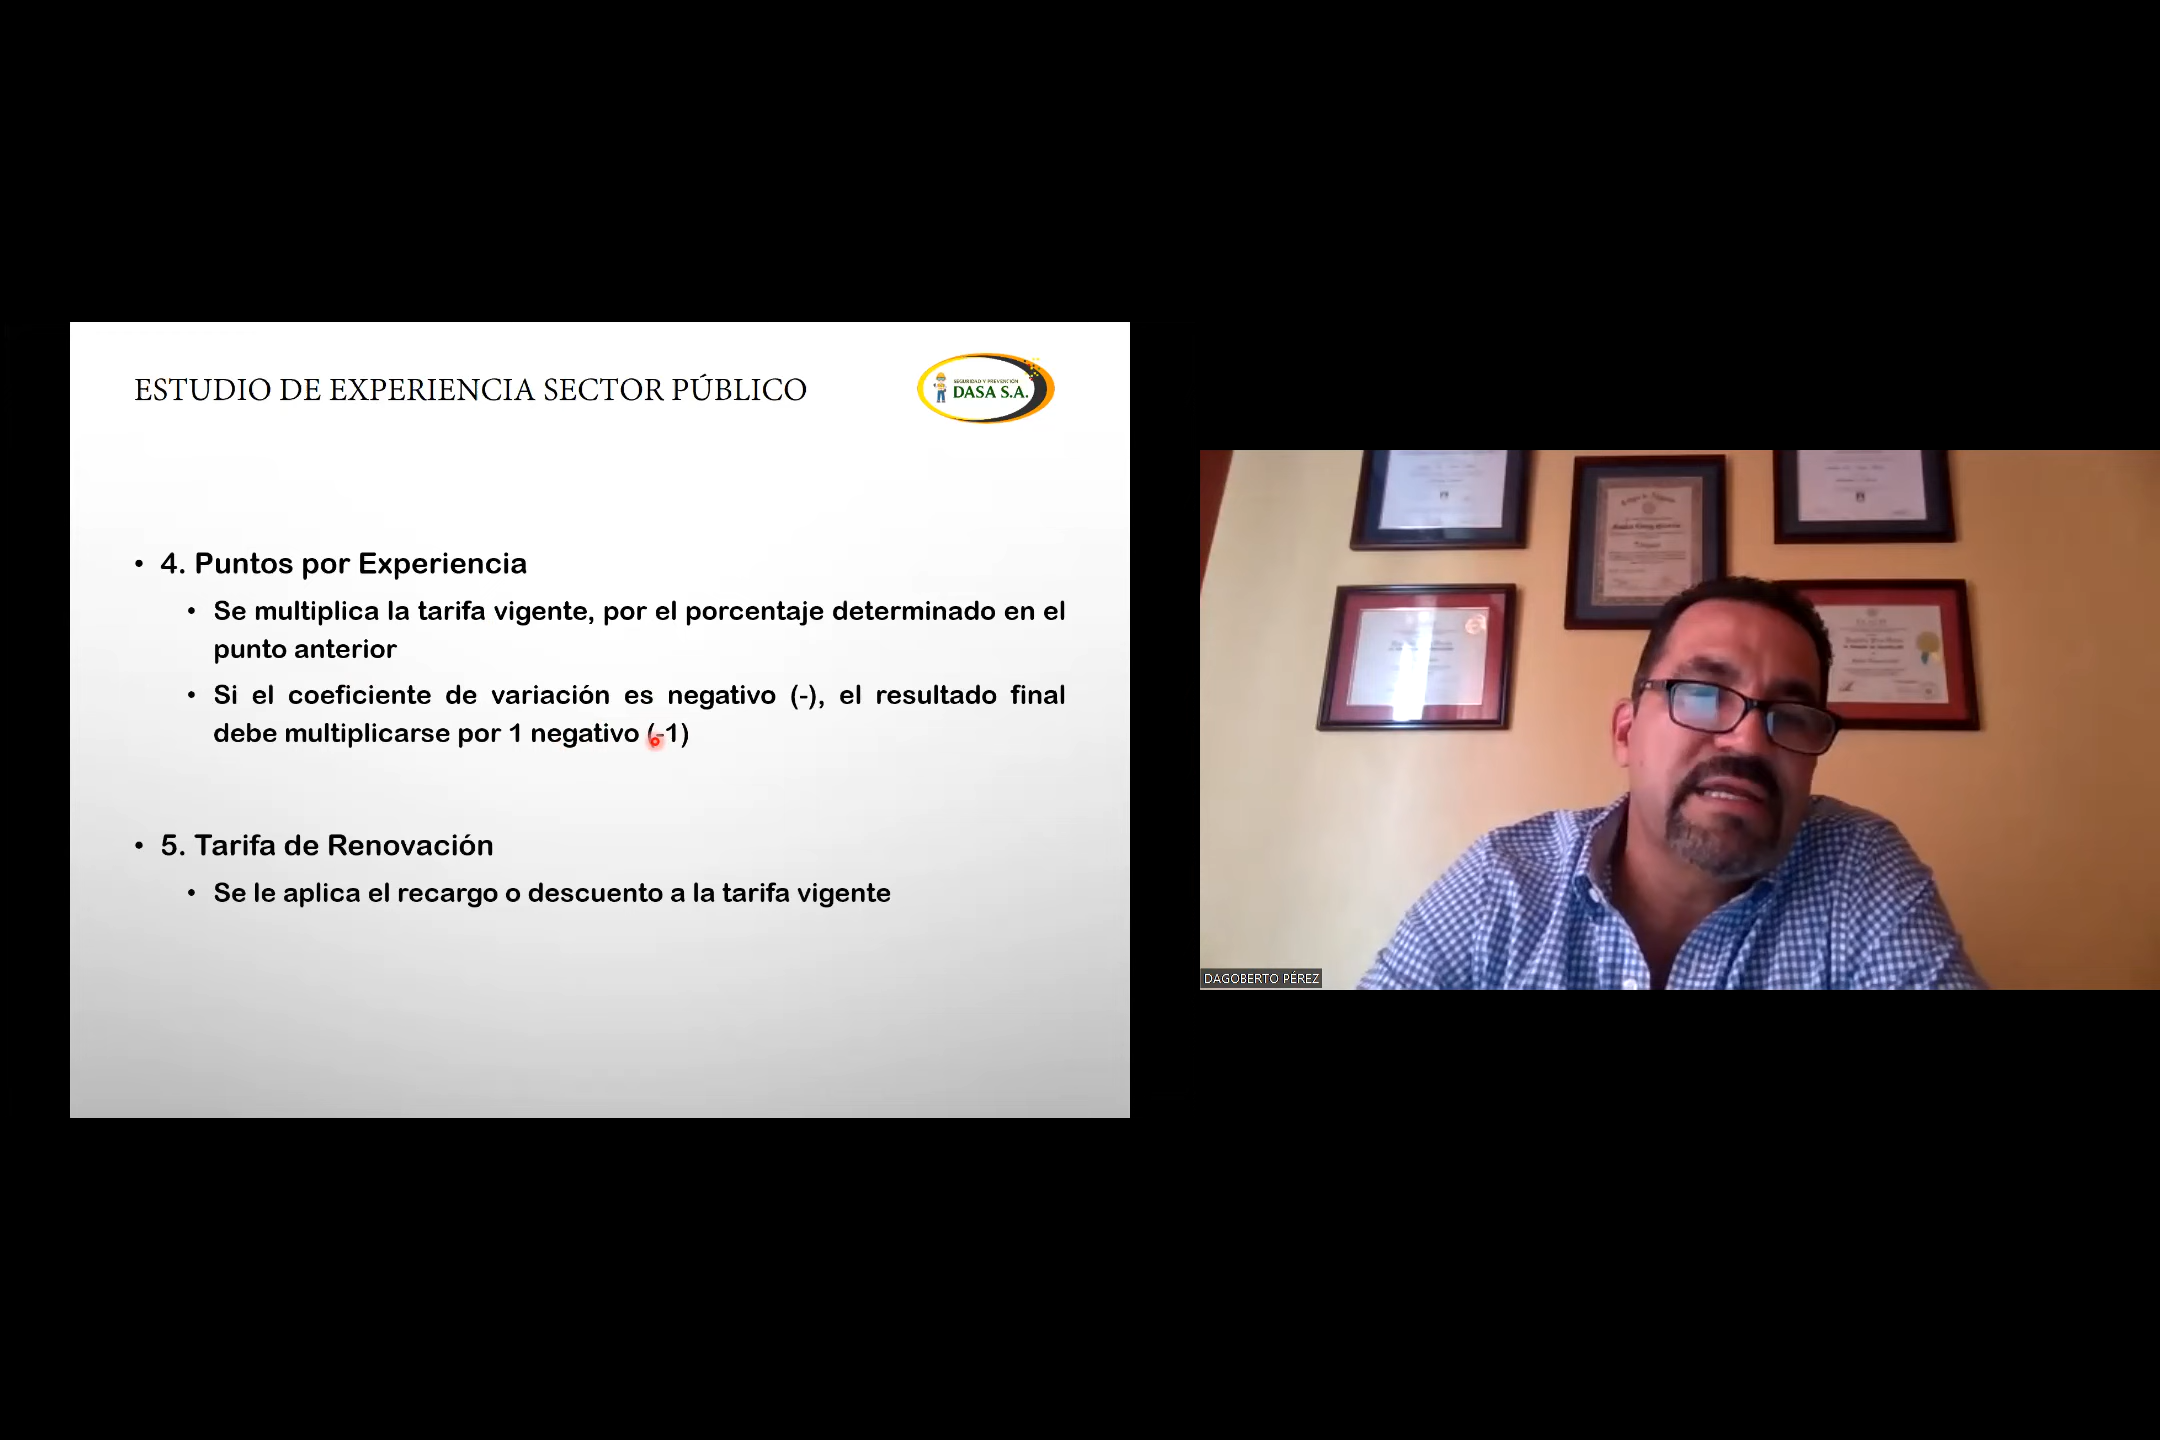 ESTUDIO DE EXPERIENCIA SECTOR PÚBLICO
SEGURIDAD Y PREVENCIÓN
DASA S.A.
• 4. Puntos por Experiencia
• Se multiplica la tarifa vigente, por el porcentaje determinado en el
punto anterior
• Si el coeficiente de variación es negativo (-), el resultado final
debe multiplicarse por 1 negativo (-1)
• 5. Tarifa de Renovación
• Se le aplica el recargo o descuento a la tarifa vigente
DAGOBERTO PÉREZ